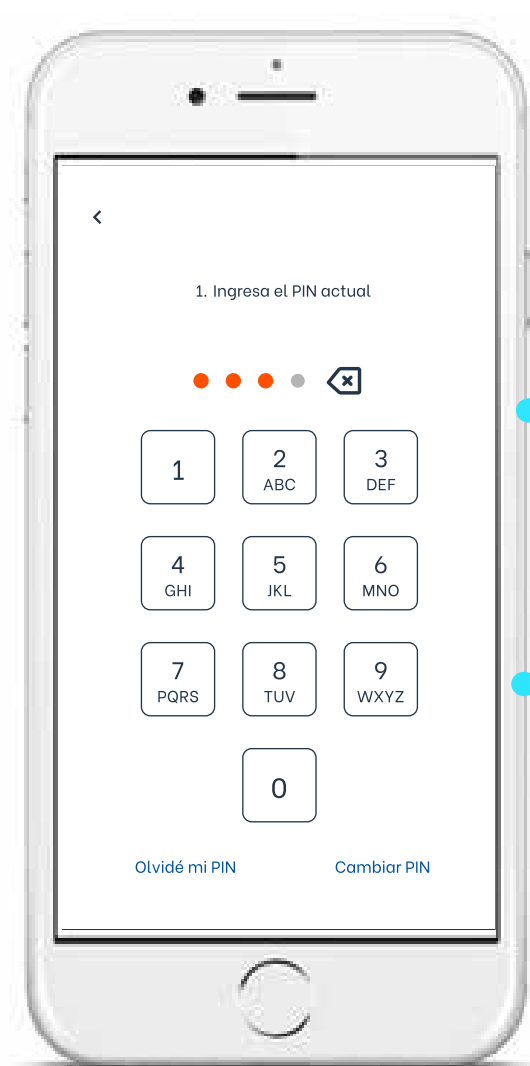 1. Ingresa el PIN actual
1
2
3
ABC
DEF
4
5
6
GHI
JKL
MNO
7
8
9
PQRS
TUV
WXYZ
0
Olvidé mi PIN
Cambiar PIN